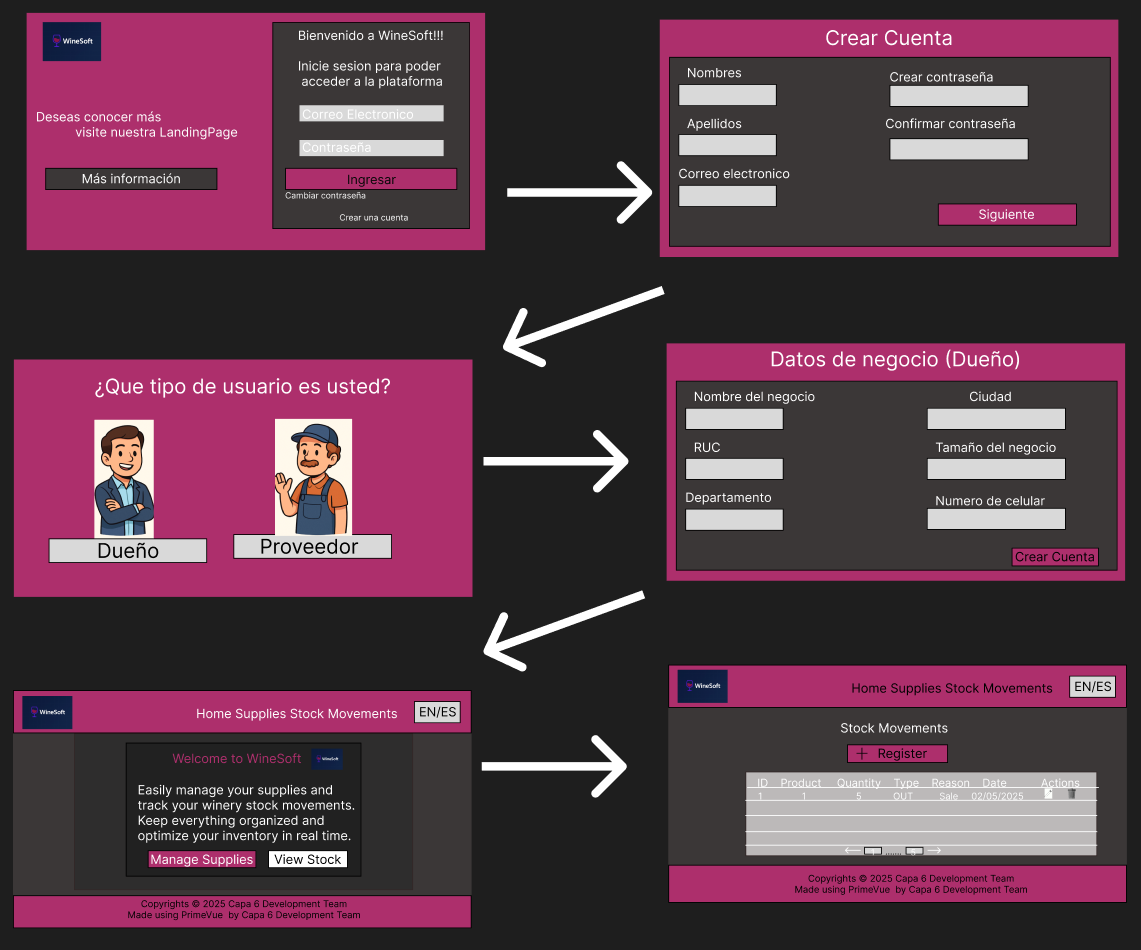 WineSoft
Bienvenido a WineSoft!!!
Inicie sesion para poder
acceder a la plataforma
Correo Electronico
Contraseña
Ingresar
Cambiar contraseña
Crear una cuenta
Deseas conocer más
visite nuestra LandingPage
Más información
Crear Cuenta
Nombres
Apellidos
Correo electronico
Crear contraseña
Confirmar contraseña
Siguiente
¿Que tipo de usuario es usted?
Dueño
Proveedor
Datos de negocio (Dueño)
Nombre del negocio
RUC
Departamento
Ciudad
Tamaño del negocio
Numero de celular
Crear Cuenta
WineSoft
Home Supplies Stock Movements
EN/ES
Welcome to WineSoft
WineSoft
Easily manage your supplies and
track your winery stock movements.
Keep everything organized and
optimize your inventory in real time.
Manage Supplies
View Stock
Copyrights © 2025 Capa 6 Development Team
Made using PrimeVue by Capa 6 Development Team
WineSoft
Home Supplies Stock Movements
EN/ES
Stock Movements
+ Register
ID Product Quantity Type Reason Date Actions
1 1 5 OUT Sale 02/05/2025
.......
Copyrights © 2025 Capa 6 Development Team
Made using PrimeVue by Capa 6 Development Team